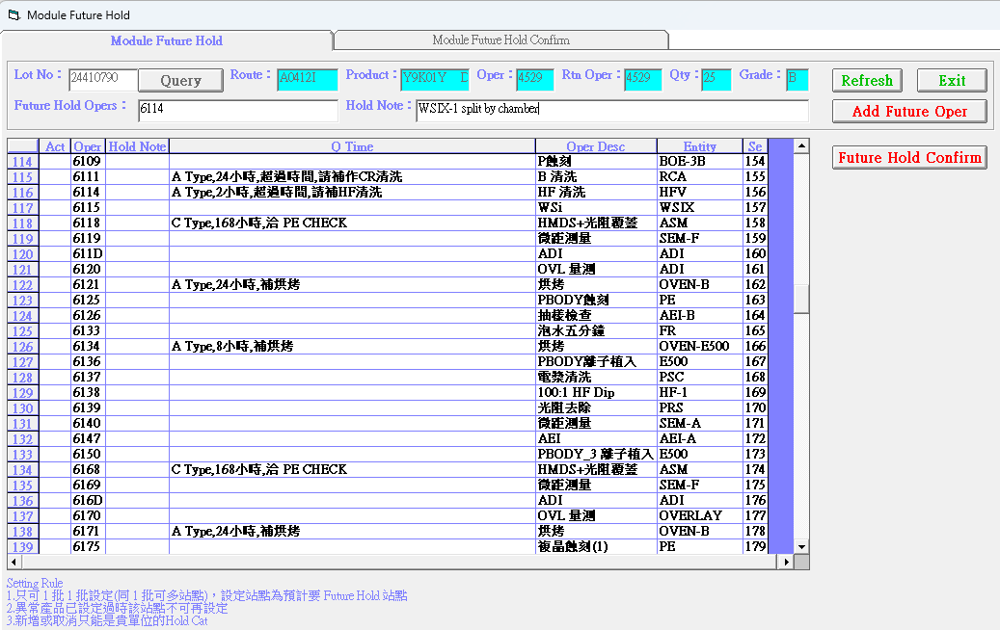 Module Future Hold
Module Future Hold Module Future Hold Confirm
Lot No : 24410790 Query Route : A0412I Product : Y9K01Y D Oper : 4529 Rtn Oper : 4529 Qty : 25 Grade : B Refresh Exit
Future Hold Opers : 6114 Hold Note : WSIX-1 split by chamber Add Future Oper
Future Hold Confirm
Act Oper Hold Note Q Time Oper Desc Entity Se
114 6109 P蝕刻 BOE-3B 154
115 6111 A Type,24小時,超過時間,請補作CR清洗 B 清洗 RCA 155
116 6114 A Type,2小時,超過時間,請補HF清洗 HF 清洗 HFV 156
117 6115 WSi WSIX 157
118 6118 C Type,168小時,洽 PE CHECK HMDS+光阻覆蓋 ASM 158
119 6119 微距測量 SEM-F 159
120 611D ADI ADI 160
121 6120 OVL 量測 ADI 161
122 6121 A Type,24小時,補烘烤 烘烤 OVEN-B 162
123 6125 PBODY蝕刻 PE 163
124 6126 抽樣檢查 AEI-B 164
125 6133 泡水五分鐘 FR 165
126 6134 A Type,8小時,補烘烤 烘烤 OVEN-E500 166
127 6136 PBODY離子植入 E500 167
128 6137 電漿清洗 PSC 168
129 6138 100:1 HF Dip HF-1 169
130 6139 光阻去除 PRS 170
131 6140 微距測量 SEM-A 171
132 6147 AEI AEI-A 172
133 6150 PBODY_3 離子植入 E500 173
134 6168 C Type,168小時,洽 PE CHECK HMDS+光阻覆蓋 ASM 174
135 6169 微距測量 SEM-F 175
136 616D ADI ADI 176
137 6170 OVL 量測 OVERLAY 177
138 6171 A Type,24小時,補烘烤 烘烤 OVEN-B 178
139 6175 複晶蝕刻(1) PE 179
Setting Rule
1.只可 1 批 1 批設定(同 1 批可多站點)，設定站點為預計要 Future Hold 站點
2.異常產品已設定過時該站點不可再設定
3.新增或取消只能是貴單位的Hold Cat